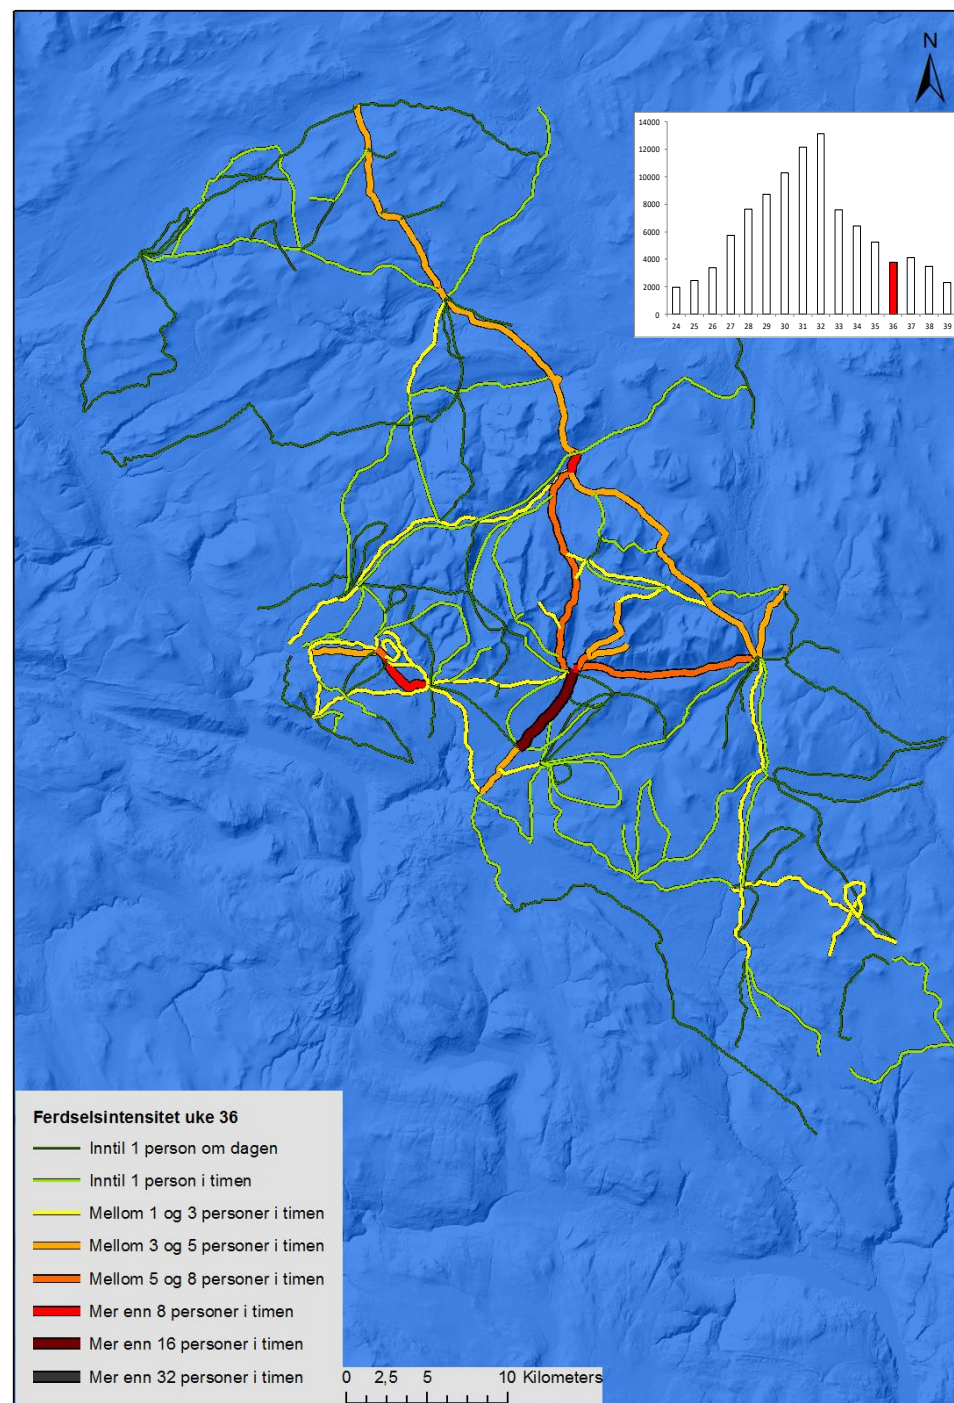 N
14000
12000
10000
8000
6000
4000
2000
0
24 25 26 27 28 29 30 31 32 33 34 35 36 37 38 39
Ferdselsintensitet uke 36
Inntil 1 person om dagen
Inntil 1 person i timen
Mellom 1 og 3 personer i timen
Mellom 3 og 5 personer i timen
Mellom 5 og 8 personer i timen
Mer enn 8 personer i timen
Mer enn 16 personer i timen
Mer enn 32 personer i timen
0 2,5 5 10 Kilometers